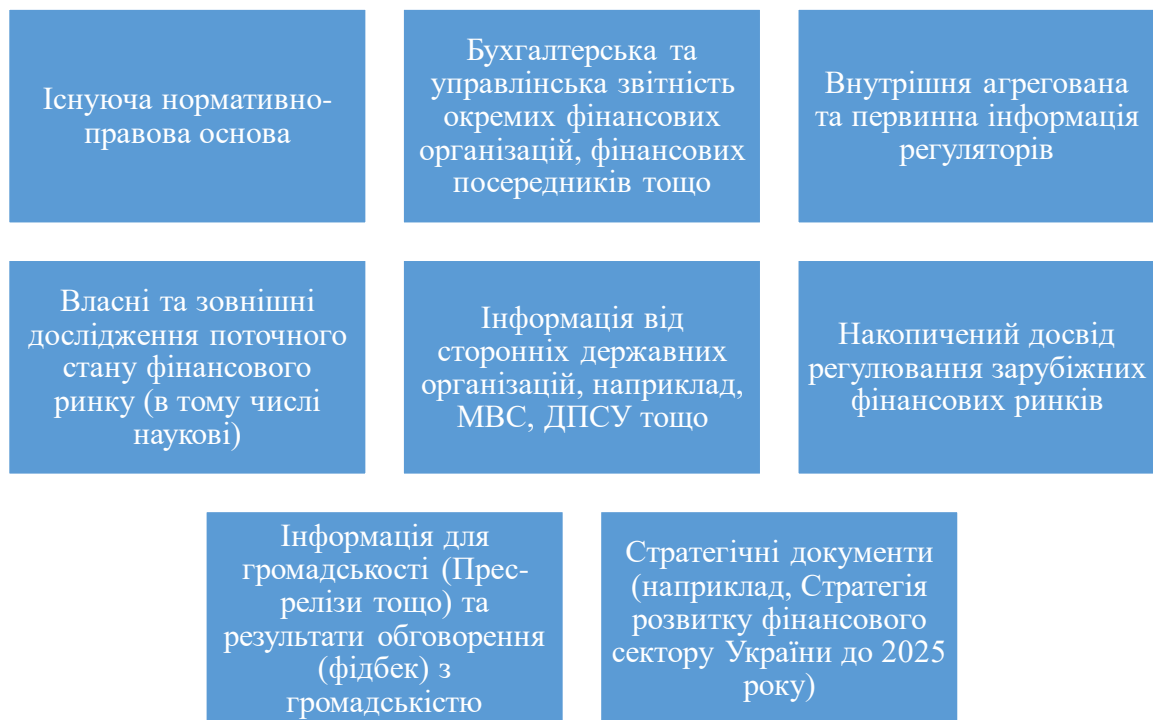 Існуюча нормативно-
правова основа
Бухгалтерська та
управлінська звітність
окремих фінансових
організацій, фінансових
посередників тощо
Внутрішня агрегована
та первинна інформація
регуляторів
Власні та зовнішні
дослідження поточного
стану фінансового
ринку (в тому числі
наукові)
Інформація від
сторонніх державних
організацій, наприклад,
МВС, ДПСУ тощо
Накопичений досвід
регулювання зарубіжних
фінансових ринків
Інформація для
громадськості (Прес-
релізи тощо) та
результати обговорення
(фідбек) з
громадськістю
Стратегічні документи
(наприклад, Стратегія
розвитку фінансового
сектору України до 2025
року)